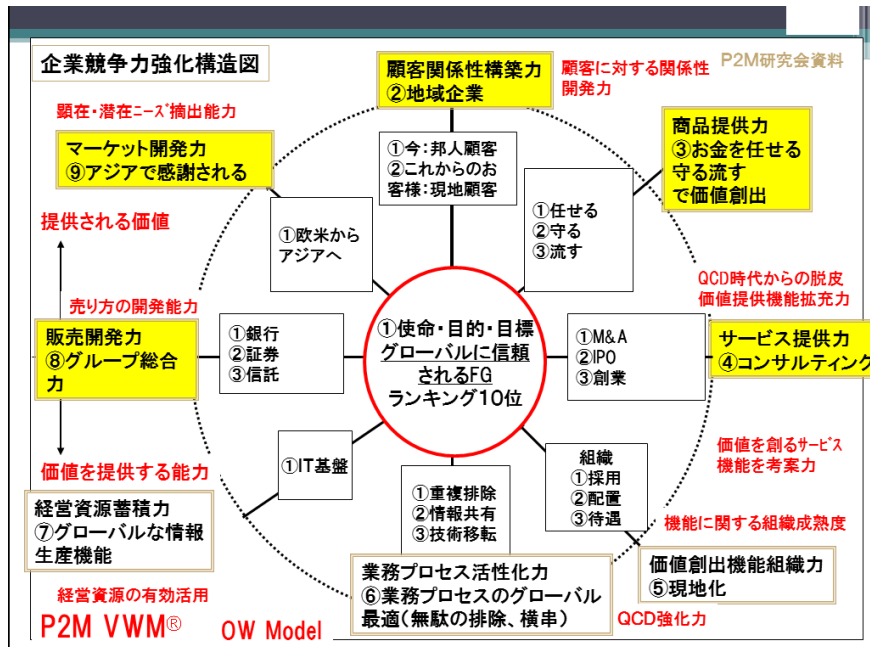 企業競争力強化構造図
P2M研究会資料
顧客関係性構築力
②地域企業
顧客に対する関係性
開発力
顕在・潜在ニーズ摘出能力
マーケット開発力
⑨アジアで感謝される
①今:邦人顧客
②これからのお
客様:現地顧客
商品提供力
③お金を任せる
守る流す
で価値創出
提供される価値
①欧米から
アジアへ
①任せる
②守る
③流す
QCD時代からの脱皮
価値提供機能拡充力
売り方の開発能力
販売開発力
⑧グループ総合
力
①銀行
②証券
③信託
①使命・目的・目標
グローバルに信頼
されるFG
ランキング10位
①M&A
②IPO
③創業
サービス提供力
④コンサルティング
価値を提供する能力
①IT基盤
①重複排除
②情報共有
③技術移転
組織
①採用
②配置
③待遇
価値を創るサービス
機能を考案力
経営資源蓄積力
⑦グローバルな情報
生産機能
機能に関する組織成熟度
業務プロセス活性化力
⑥業務プロセスのグローバル
最適(無駄の排除、横串)
価値創出機能組織力
⑤現地化
経営資源の有効活用
QCD強化力
P2M VWM®
OW Model